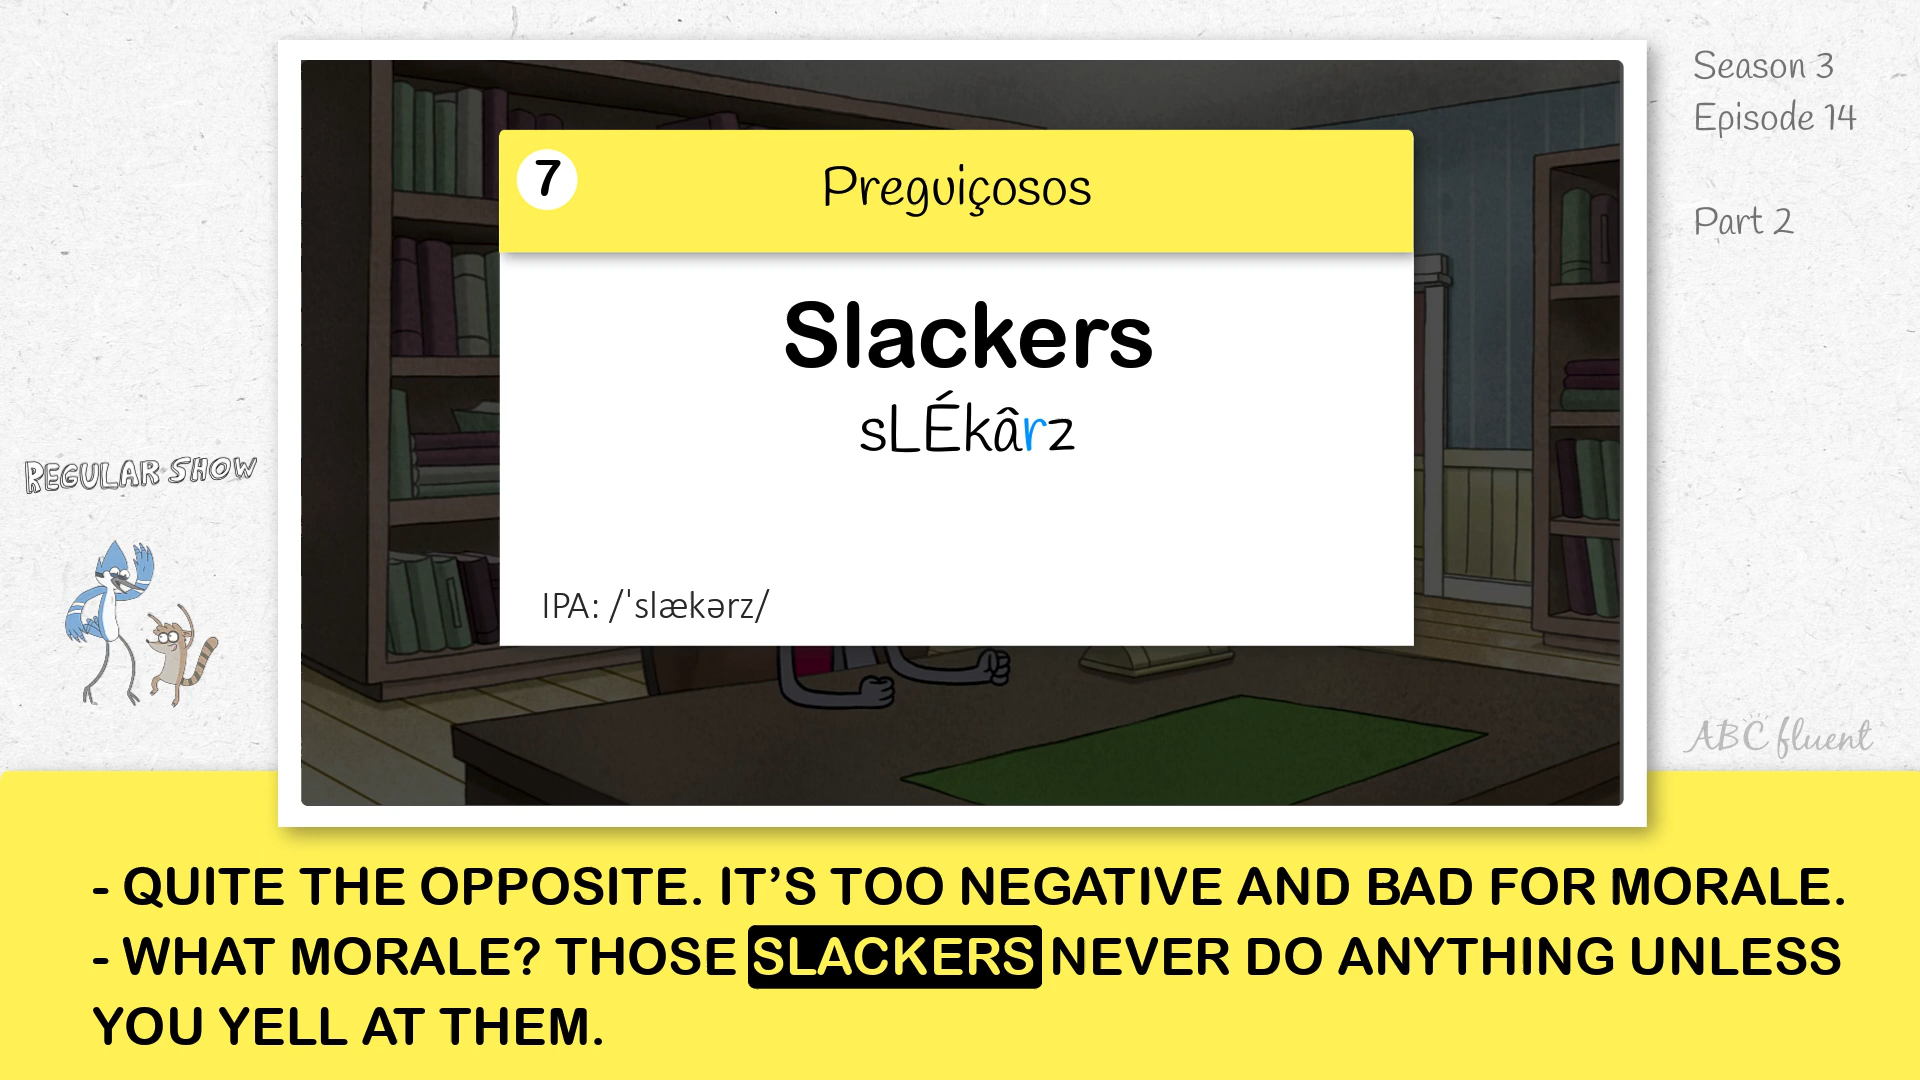 Season 3
Episode 14
Part 2
7
Preguiçosos
Slackers
sLÉkârz
IPA: /ˈslækərz/
REGULAR SHOW
ABC fluent
- QUITE THE OPPOSITE. IT’S TOO NEGATIVE AND BAD FOR MORALE.
- WHAT MORALE? THOSE SLACKERS NEVER DO ANYTHING UNLESS
YOU YELL AT THEM.